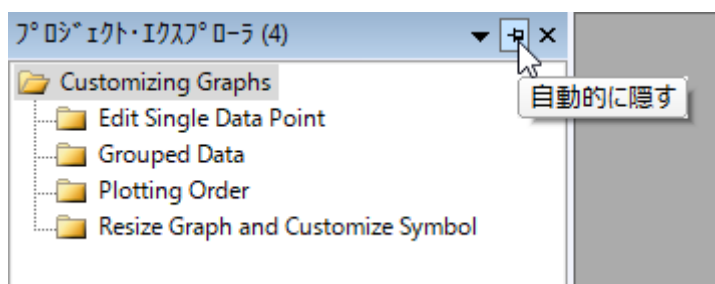 ﾌﾟﾛｼﾞｪｸﾄ･ｴｸｽﾌﾟﾛｰﾗ (4)
自動的に隠す
Customizing Graphs
Edit Single Data Point
Grouped Data
Plotting Order
Resize Graph and Customize Symbol